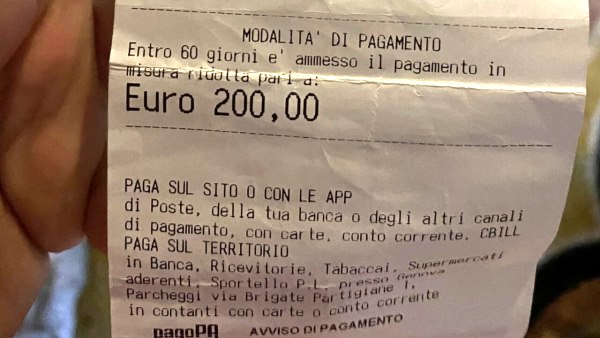 MODALITA' DI PAGAMENTO
Entro 60 giorni e' ammesso il pagamento in
misura ridotta pari a:
Euro 200,00
PAGA SUL SITO O CON LE APP
di Poste, della tua banca o degli altri canali
di pagamento, con carte, conto corrente, CBILL
PAGA SUL TERRITORIO
in Banca, Ricevitorie, Tabaccai, Supermercati
aderenti, Sportello P.L. presso Genova
Parcheggi via Brigate Partigiane 1,
in contanti con carte o conto corrente
pagoPA AVVISO DI PAGAMENTO